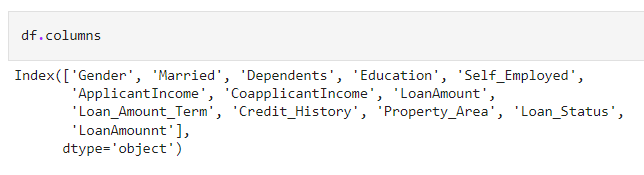 df.columns
Index(['Gender', 'Married', 'Dependents', 'Education', 'Self_Employed',
'ApplicantIncome', 'CoapplicantIncome', 'LoanAmount',
'Loan_Amount_Term', 'Credit_History', 'Property_Area', 'Loan_Status',
'LoanAmounnt'],
dtype='object')